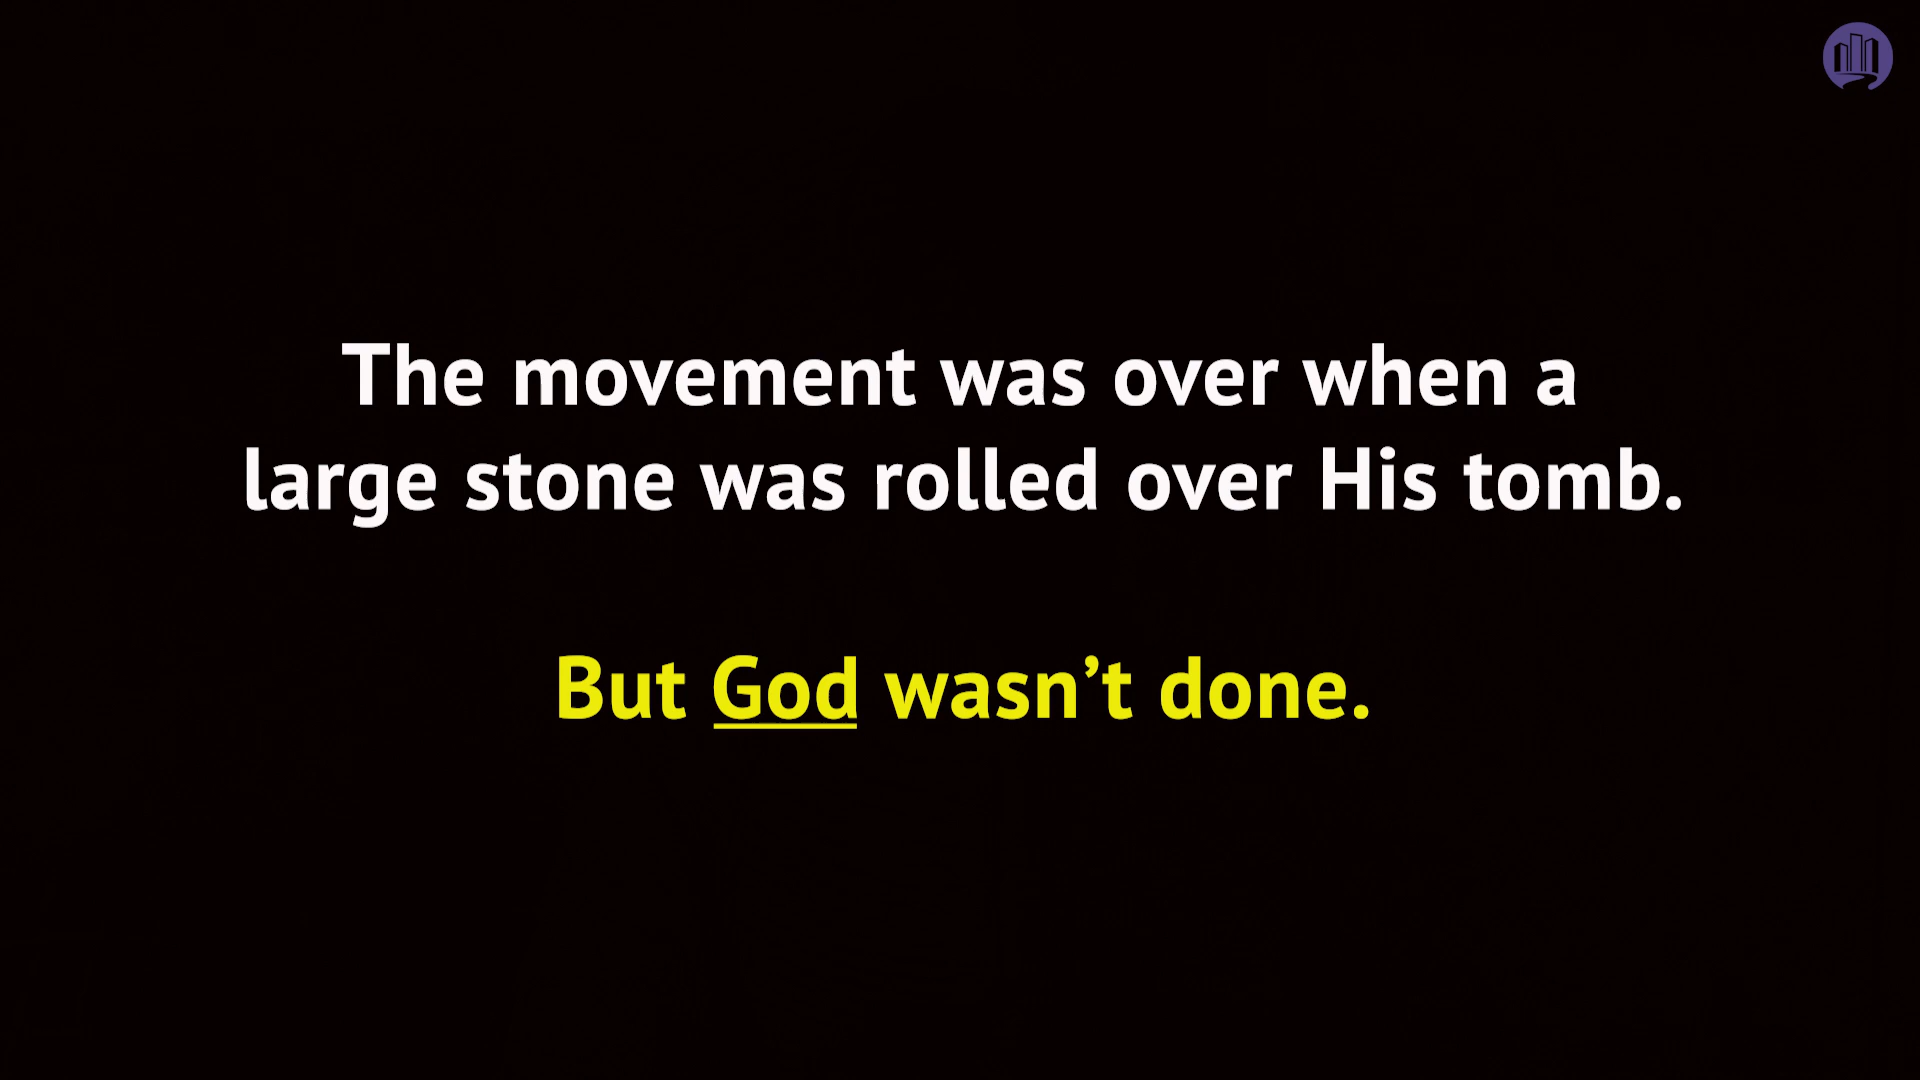 The movement was over when a
large stone was rolled over His tomb.
But God wasn’t done.